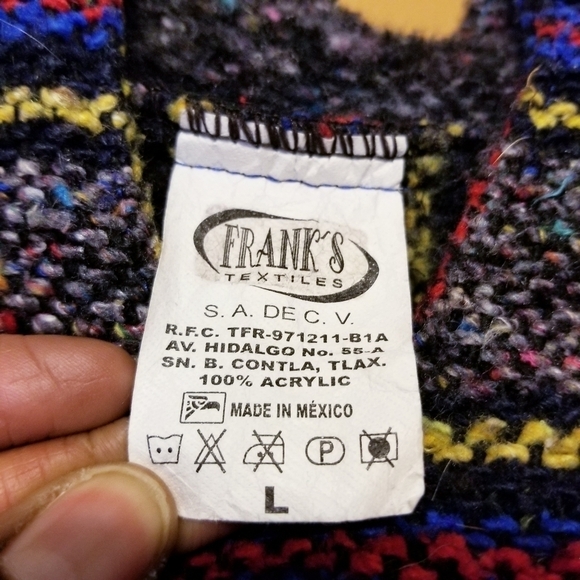 FRANK'S
TEXTILES
S. A. DE C. V.
R.F.C. TFR-971211-B1A
AV. HIDALGO No. 55-A
SN. B. CONTLA, TLAX.
100% ACRYLIC
MADE IN MÉXICO
P
L